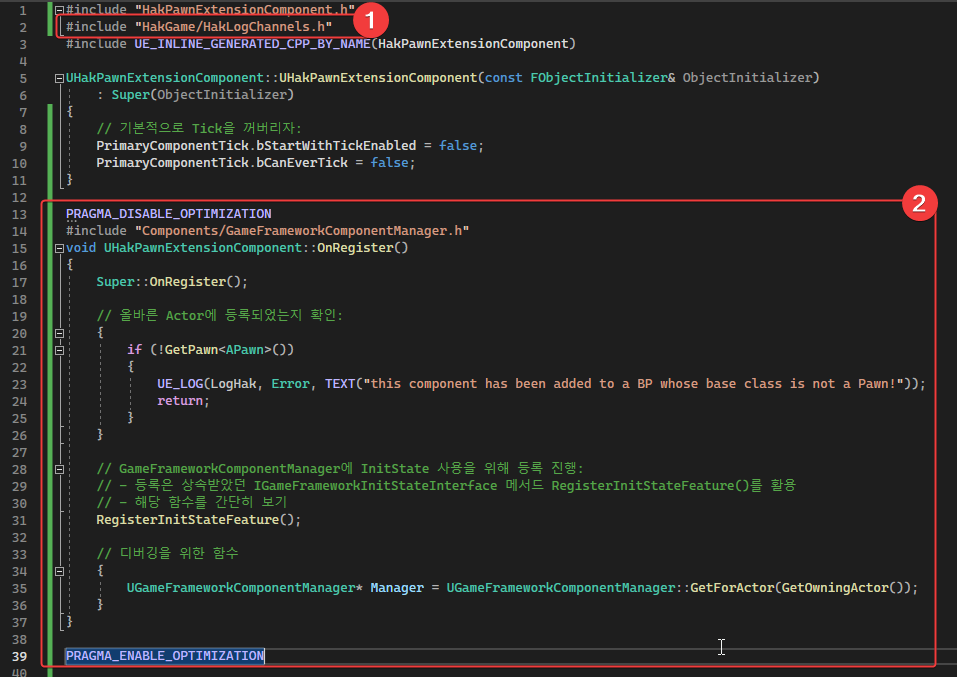 1 #include "HakPawnExtensionComponent.h"
1
2 #include "HakGame/HakLogChannels.h"
3 #include UE_INLINE_GENERATED_CPP_BY_NAME(HakPawnExtensionComponent)
4
5 UHakPawnExtensionComponent::UHakPawnExtensionComponent(const FObjectInitializer& ObjectInitializer)
6 : Super(ObjectInitializer)
7 {
8 // 기본적으로 Tick을 꺼버리자:
9 PrimaryComponentTick.bStartWithTickEnabled = false;
10 PrimaryComponentTick.bCanEverTick = false;
11 }
12
2
13 PRAGMA_DISABLE_OPTIMIZATION
14 #include "Components/GameFrameworkComponentManager.h"
15 void UHakPawnExtensionComponent::OnRegister()
16 {
17 Super::OnRegister();
18
19 // 올바른 Actor에 등록되었는지 확인:
20 {
21 if (!GetPawn<APawn>())
22 {
23 UE_LOG(LogHak, Error, TEXT("this component has been added to a BP whose base class is not a Pawn!"));
24 return;
25 }
26 }
27
28 // GameFrameworkComponentManager에 InitState 사용을 위해 등록 진행:
29 // - 등록은 상속받았던 IGameFrameworkInitStateInterface 메서드 RegisterInitStateFeature()를 활용
30 // - 해당 함수를 간단히 보기
31 RegisterInitStateFeature();
32
33 // 디버깅을 위한 함수
34 {
35 UGameFrameworkComponentManager* Manager = UGameFrameworkComponentManager::GetForActor(GetOwningActor());
36 }
37 }
38
39 PRAGMA_ENABLE_OPTIMIZATION
40